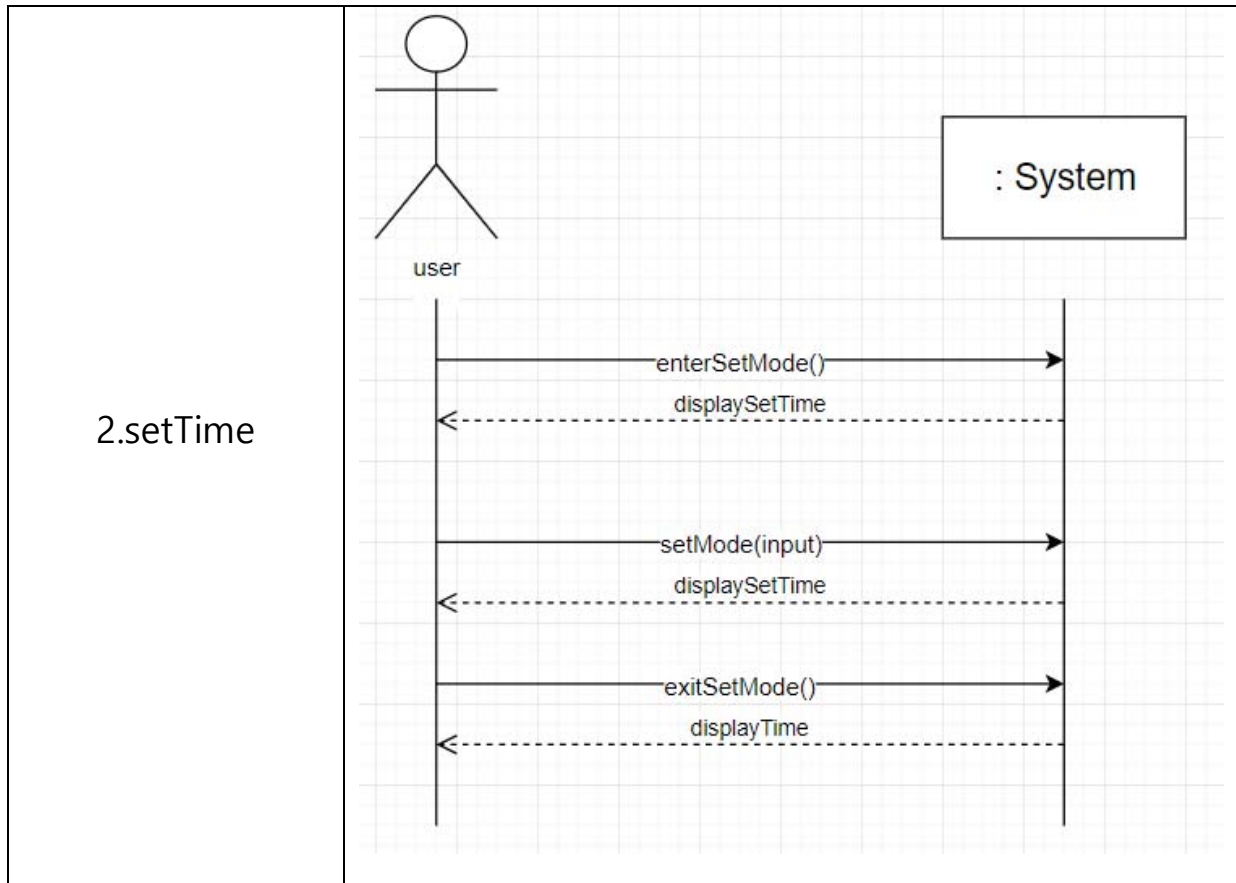 2.setTime
user
: System
enterSetMode()
displaySetTime
setMode(input)
displaySetTime
exitSetMode()
displayTime